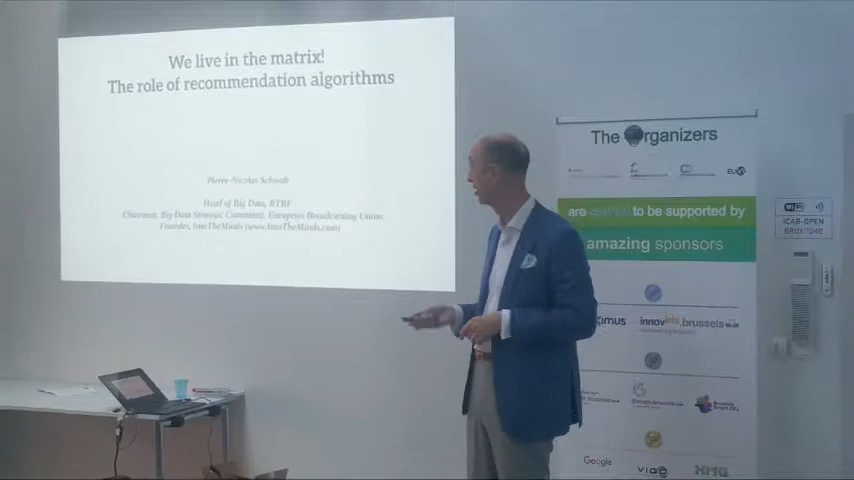 We live in the matrix!
The role of recommendation algorithms
Pierre-Nicolas Schwab
Head of Big Data, RTBF
Chairman, Big Data Strategic Committee, European Broadcasting Union
Founder, IntoTheMinds (www.IntoTheMinds.com)
The Organizers
are to be supported by
amazing sponsors
WiFi
ICAB-OPEN
BRUXI1040
innoviris.brussels
Google